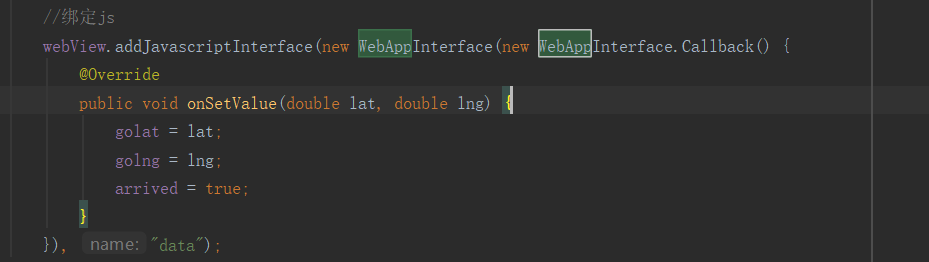 //绑定js
webView.addJavascriptInterface(new WebAppInterface(new WebAppInterface.Callback() {
@Override
public void onSetValue(double lat, double lng) {
golat = lat;
golng = lng;
arrived = true;
}
}), name: "data");